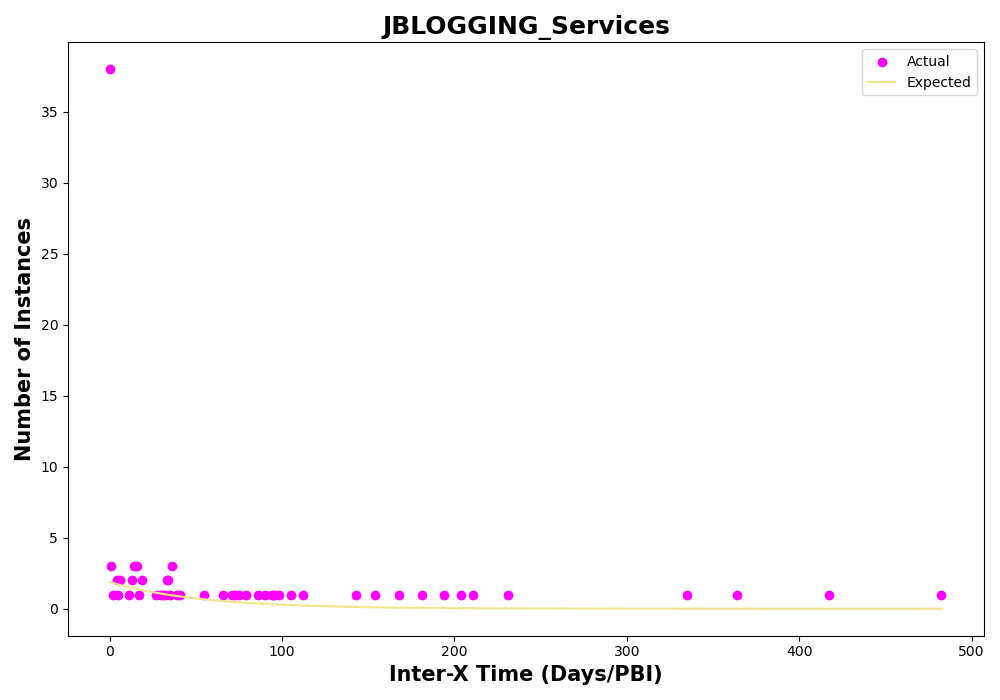 JBLOGGING_Services
Actual
Expected
Number of Instances
35
30
25
20
15
10
5
0
0 100 200 300 400 500
Inter-X Time (Days/PBI)